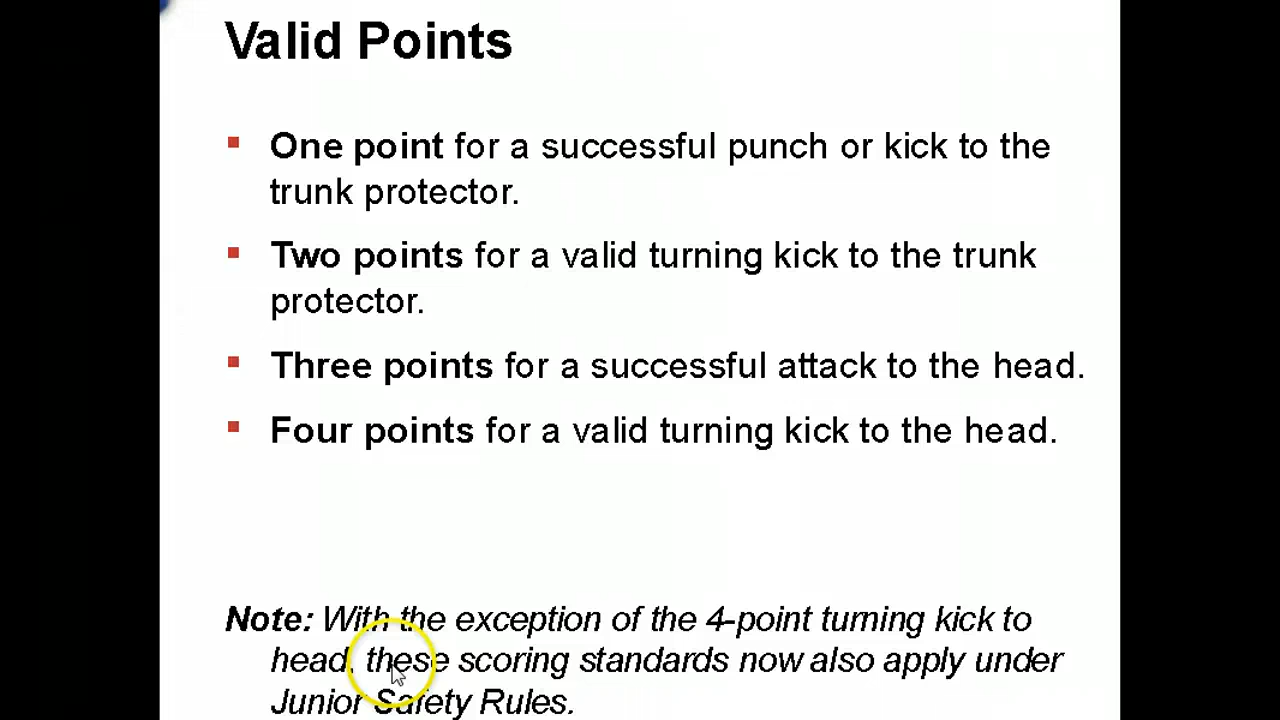 Valid Points
One point for a successful punch or kick to the
trunk protector.
Two points for a valid turning kick to the trunk
protector.
Three points for a successful attack to the head.
Four points for a valid turning kick to the head.
Note: With the exception of the 4-point turning kick to
head, these scoring standards now also apply under
Junior Safety Rules.